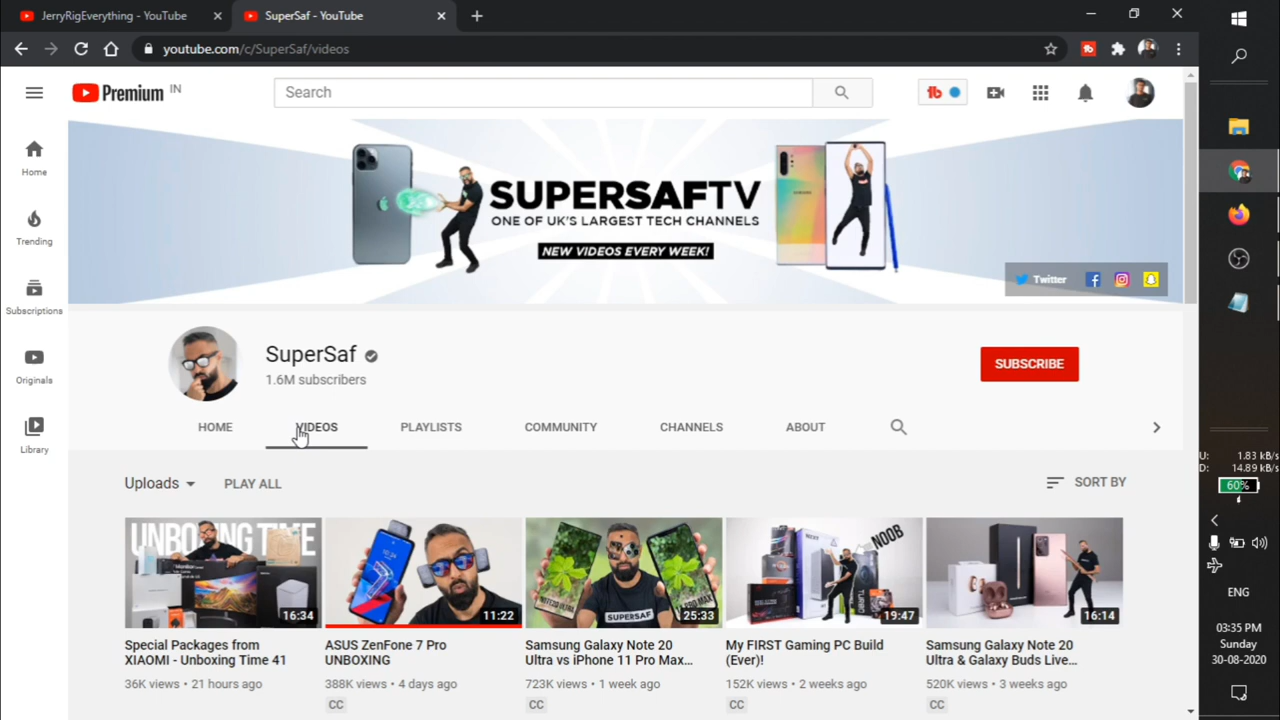 JerryRigEverything - YouTube
SuperSaf - YouTube
youtube.com/c/SuperSaf/videos
Premium IN
Search
tb
Home
Trending
Subscriptions
Originals
Library
SUPERSAFTV
ONE OF UK'S LARGEST TECH CHANNELS
NEW VIDEOS EVERY WEEK!
Twitter
SuperSaf
1.6M subscribers
SUBSCRIBE
HOME VIDEOS PLAYLISTS COMMUNITY CHANNELS ABOUT
Uploads PLAY ALL
SORT BY
UNBOXING TIME
16:34
11:22
SUPERSAF
25:33
NOOB
19:47
16:14
Special Packages from
XIAOMI - Unboxing Time 41
36K views • 21 hours ago
ASUS ZenFone 7 Pro
UNBOXING
388K views • 4 days ago
CC
Samsung Galaxy Note 20
Ultra vs iPhone 11 Pro Max...
723K views • 1 week ago
CC
My FIRST Gaming PC Build
(Ever)!
152K views • 2 weeks ago
CC
Samsung Galaxy Note 20
Ultra & Galaxy Buds Live...
520K views • 3 weeks ago
CC
U: 1.83 kB/s
D: 14.89 kB/s
60%
ENG
03:35 PM
Sunday
30-08-2020